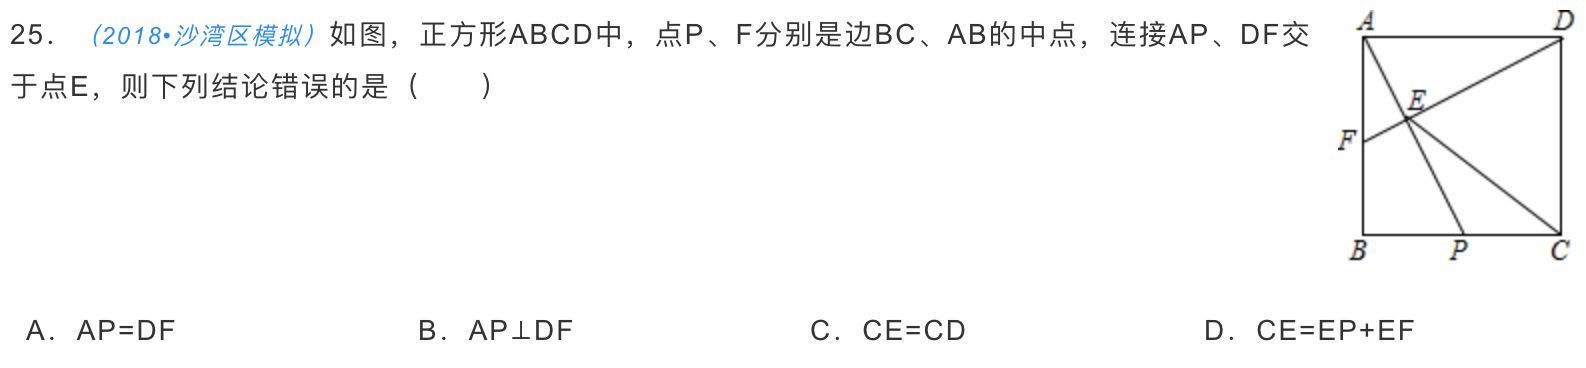 25. （2018•沙湾区模拟）如图，正方形ABCD中，点P、F分别是边BC、AB的中点，连接AP、DF交
于点E，则下列结论错误的是（　　）
A D
E
F
B P C
A．AP=DF B．AP⊥DF C．CE=CD D．CE=EP+EF